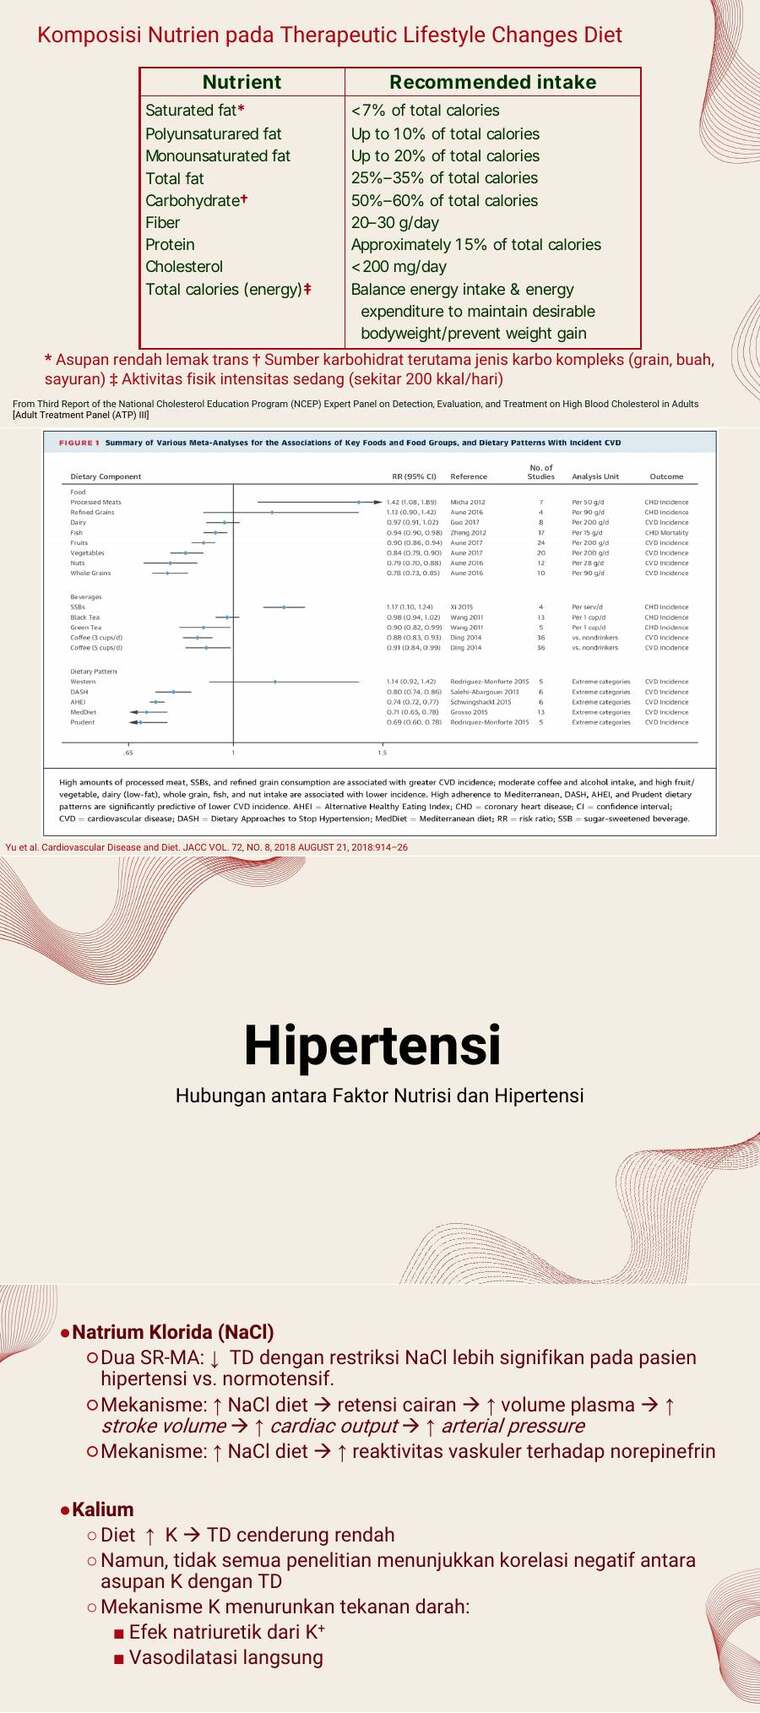 Komposisi Nutrien pada Therapeutic Lifestyle Changes Diet
Nutrient Recommended intake
Saturated fat* <7% of total calories
Polyunsaturared fat Up to 10% of total calories
Monounsaturated fat Up to 20% of total calories
Total fat 25%–35% of total calories
Carbohydrate† 50%–60% of total calories
Fiber 20–30 g/day
Protein Approximately 15% of total calories
Cholesterol <200 mg/day
Total calories (energy)‡ Balance energy intake & energy
expenditure to maintain desirable
bodyweight/prevent weight gain
* Asupan rendah lemak trans † Sumber karbohidrat terutama jenis karbo kompleks (grain, buah,
sayuran) ‡ Aktivitas fisik intensitas sedang (sekitar 200 kkal/hari)
From Third Report of the National Cholesterol Education Program (NCEP) Expert Panel on Detection, Evaluation, and Treatment on High Blood Cholesterol in Adults
[Adult Treatment Panel (ATP) III]
FIGURE 1 Summary of Various Meta-Analyses for the Associations of Key Foods and Food Groups, and Dietary Patterns With Incident CVD
Dietary Component RR (95% CI) Reference No. of Studies Analysis Unit Outcome
Food
Processed Meats 1.42 (1.08, 1.89) Micha 2012 7 Per 50 g/d CHD Incidence
Refined Grains 1.13 (0.90, 1.42) Aune 2016 4 Per 90 g/d CHD Incidence
Dairy 0.97 (0.91, 1.02) Guo 2017 8 Per 200 g/d CVD Incidence
Fish 0.94 (0.90, 0.98) Zheng 2012 17 Per 15 g/d CHD Mortality
Fruits 0.90 (0.86, 0.94) Aune 2017 24 Per 200 g/d CVD Incidence
Vegetables 0.84 (0.79, 0.90) Aune 2017 20 Per 200 g/d CVD Incidence
Nuts 0.79 (0.70, 0.88) Aune 2016 12 Per 28 g/d CVD Incidence
Whole Grains 0.78 (0.73, 0.85) Aune 2016 10 Per 90 g/d CVD Incidence
Beverages
SSBs 1.17 (1.10, 1.24) Xi 2015 4 Per serv/d CHD Incidence
Black Tea 0.98 (0.94, 1.02) Wang 2011 13 Per 1 cup/d CHD Incidence
Green Tea 0.90 (0.82, 0.99) Wang 2011 5 Per 1 cup/d CHD Incidence
Coffee (3 cups/d) 0.88 (0.83, 0.93) Ding 2014 36 vs. nondrinkers CVD Incidence
Coffee (5 cups/d) 0.91 (0.84, 0.99) Ding 2014 36 vs. nondrinkers CVD Incidence
Dietary Pattern
Western 1.14 (0.92, 1.42) Rodriguez-Monforte 2015 5 Extreme categories CVD Incidence
DASH 0.80 (0.74, 0.86) Salehi-Abargouei 2013 6 Extreme categories CVD Incidence
AHEI 0.74 (0.72, 0.77) Schwingshackl 2015 6 Extreme categories CVD Incidence
MedDiet 0.71 (0.65, 0.78) Grosso 2015 13 Extreme categories CVD Incidence
Prudent 0.69 (0.60, 0.78) Rodriguez-Monforte 2015 5 Extreme categories CVD Incidence
.65 1 1.5
High amounts of processed meat, SSBs, and refined grain consumption are associated with greater CVD incidence; moderate coffee and alcohol intake, and high fruit/
vegetable, dairy (low-fat), whole grain, fish, and nut intake are associated with lower incidence. High adherence to Mediterranean, DASH, AHEI, and Prudent dietary
patterns are significantly predictive of lower CVD incidence. AHEI = Alternative Healthy Eating Index; CHD = coronary heart disease; CI = confidence interval;
CVD = cardiovascular disease; DASH = Dietary Approaches to Stop Hypertension; MedDiet = Mediterranean diet; RR = risk ratio; SSB = sugar-sweetened beverage.
Yu et al. Cardiovascular Disease and Diet. JACC VOL. 72, NO. 8, 2018 AUGUST 21, 2018:914–26
Hipertensi
Hubungan antara Faktor Nutrisi dan Hipertensi
●Natrium Klorida (NaCl)
○Dua SR-MA: ↓ TD dengan restriksi NaCl lebih signifikan pada pasien
hipertensi vs. normotensif.
○Mekanisme: ↑ NaCl diet → retensi cairan → ↑ volume plasma → ↑
stroke volume → ↑ cardiac output → ↑ arterial pressure
○Mekanisme: ↑ NaCl diet → ↑ reaktivitas vaskuler terhadap norepinefrin
●Kalium
○Diet ↑ K → TD cenderung rendah
○Namun, tidak semua penelitian menunjukkan korelasi negatif antara
asupan K dengan TD
○Mekanisme K menurunkan tekanan darah:
■ Efek natriuretik dari K⁺
■ Vasodilatasi langsung